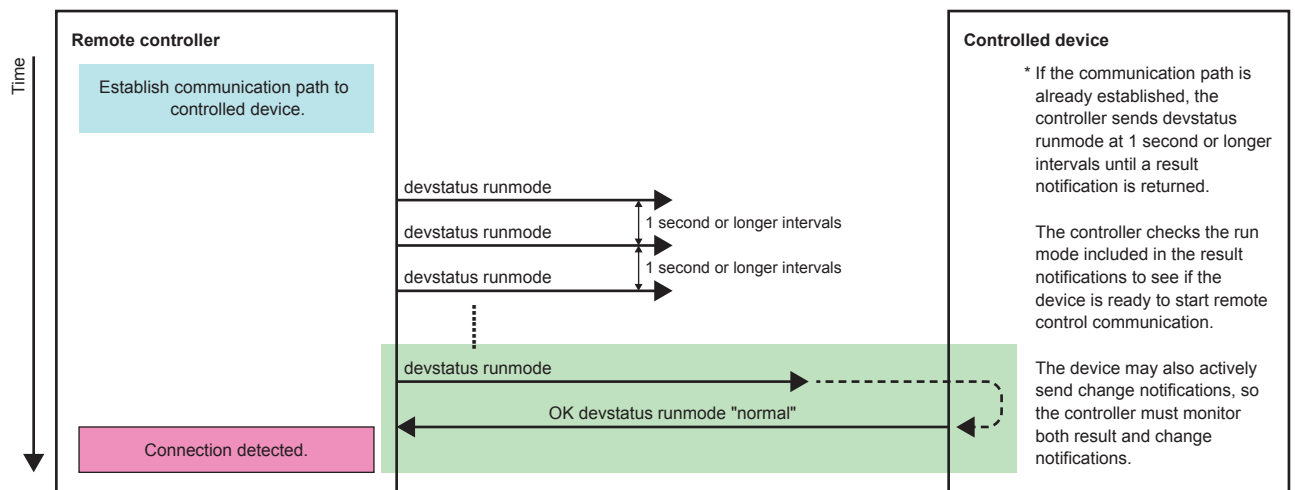 Time
Remote controller
Establish communication path to
controlled device.
devstatus runmode
1 second or longer intervals
devstatus runmode
1 second or longer intervals
devstatus runmode
devstatus runmode
OK devstatus runmode "normal"
Connection detected.
Controlled device
* If the communication path is
already established, the
controller sends devstatus
runmode at 1 second or longer
intervals until a result
notification is returned.
The controller checks the run
mode included in the result
notifications to see if the
device is ready to start remote
control communication.
The device may also actively
send change notifications, so
the controller must monitor
both result and change
notifications.